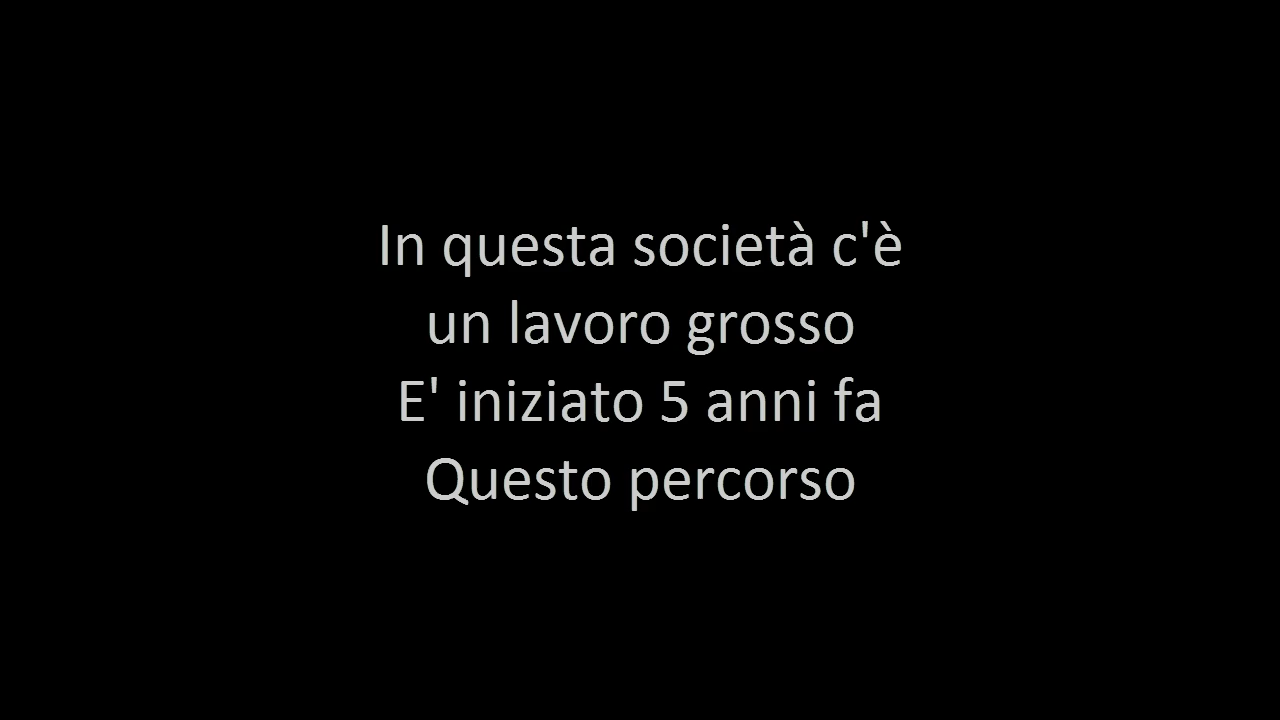 In questa società c'è
un lavoro grosso
E' iniziato 5 anni fa
Questo percorso